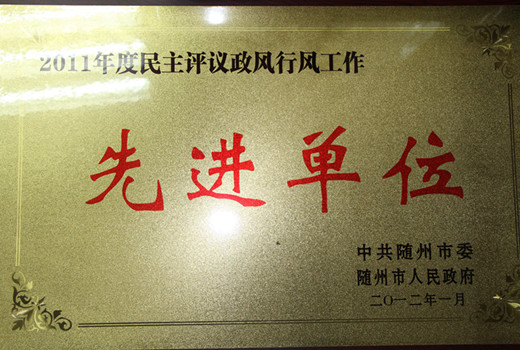 2011年度民主评议政风行风工作
先进单位
中共随州市委
随州市人民政府
二〇一二年一月